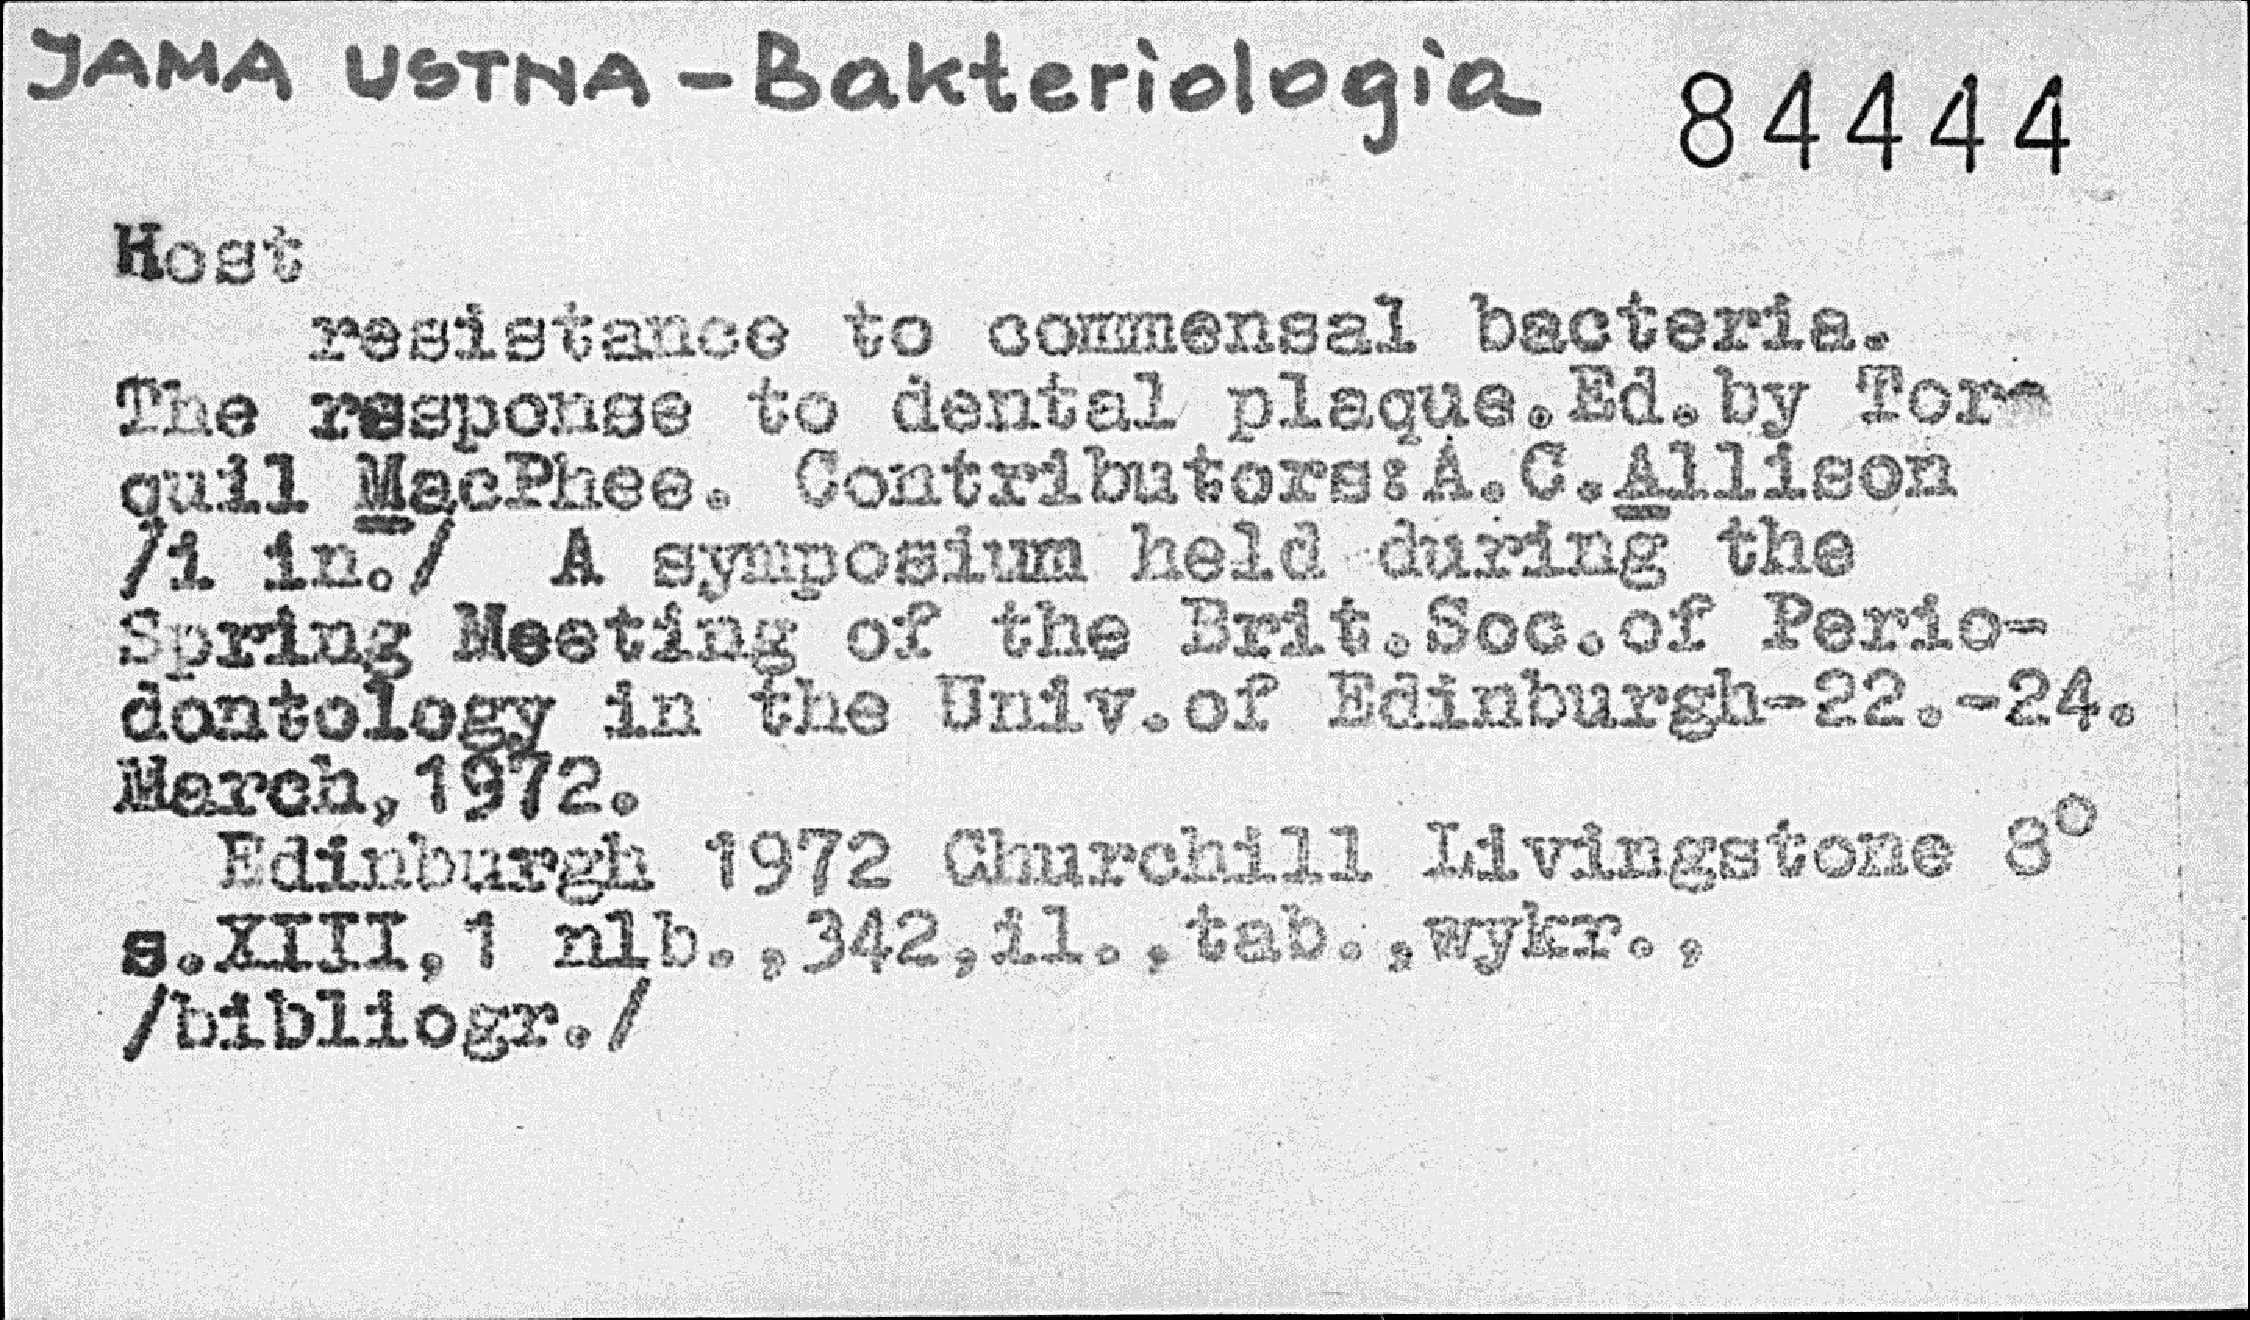 JAMA USTNA - Bakteriologia 84444
Host
resistance to commensal bacteria.
The response to dental plaque.Ed.by Tor-
quil MacPhee. Contributors:A.C.Allison
/i in./ A symposium held during the
Spring Meeting of the Brit.Soc.of Perio-
dontology in the Univ.of Edinburgh-22.-24.
March,1972.
Edinburgh 1972 Churchill Livingstone 8°
s.XIII,1 nlb.,342,il.,tab.,wykr.,
/bibliogr./